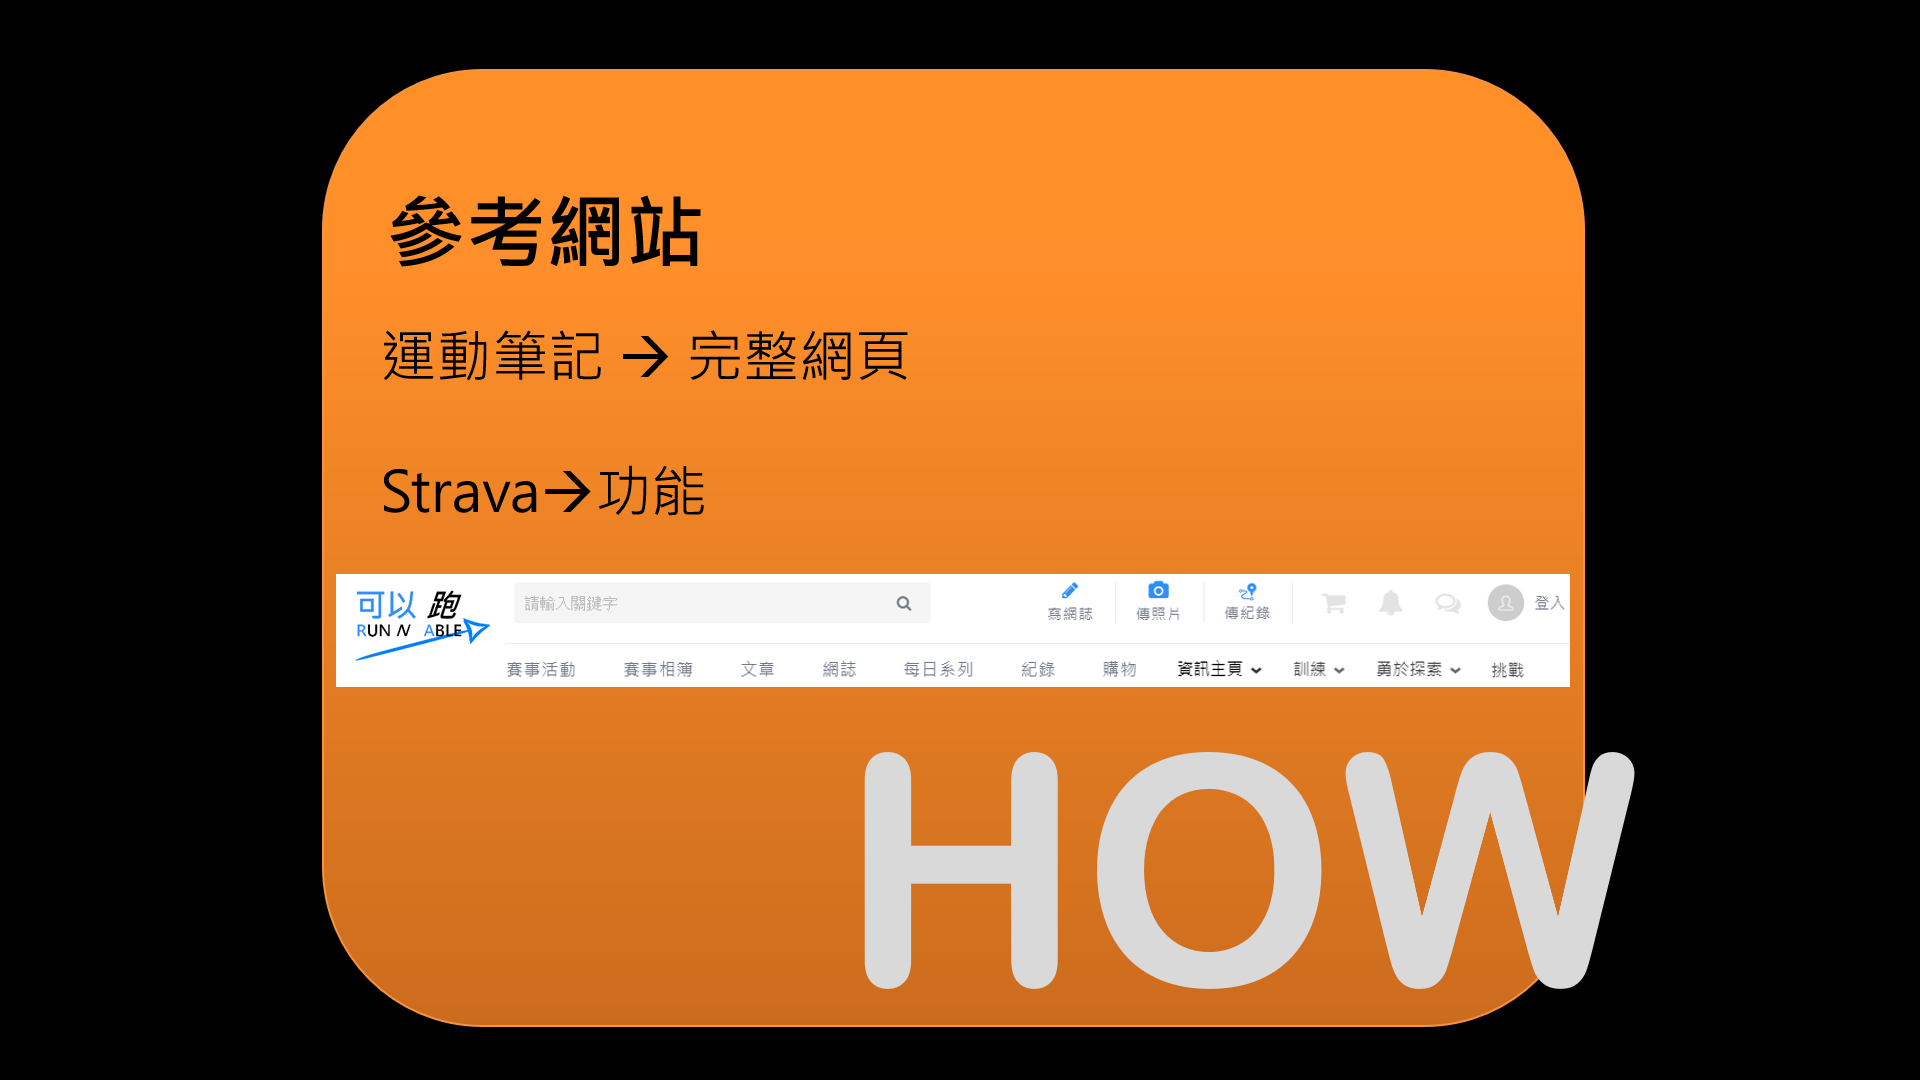 參考網站
運動筆記 → 完整網頁
Strava→功能
可以 跑
RUN N ABLE
請輸入關鍵字
寫網誌 傳照片 傳紀錄 登入
賽事活動 賽事相簿 文章 網誌 每日系列 紀錄 購物 資訊主頁 訓練 勇於探索 挑戰
HOW